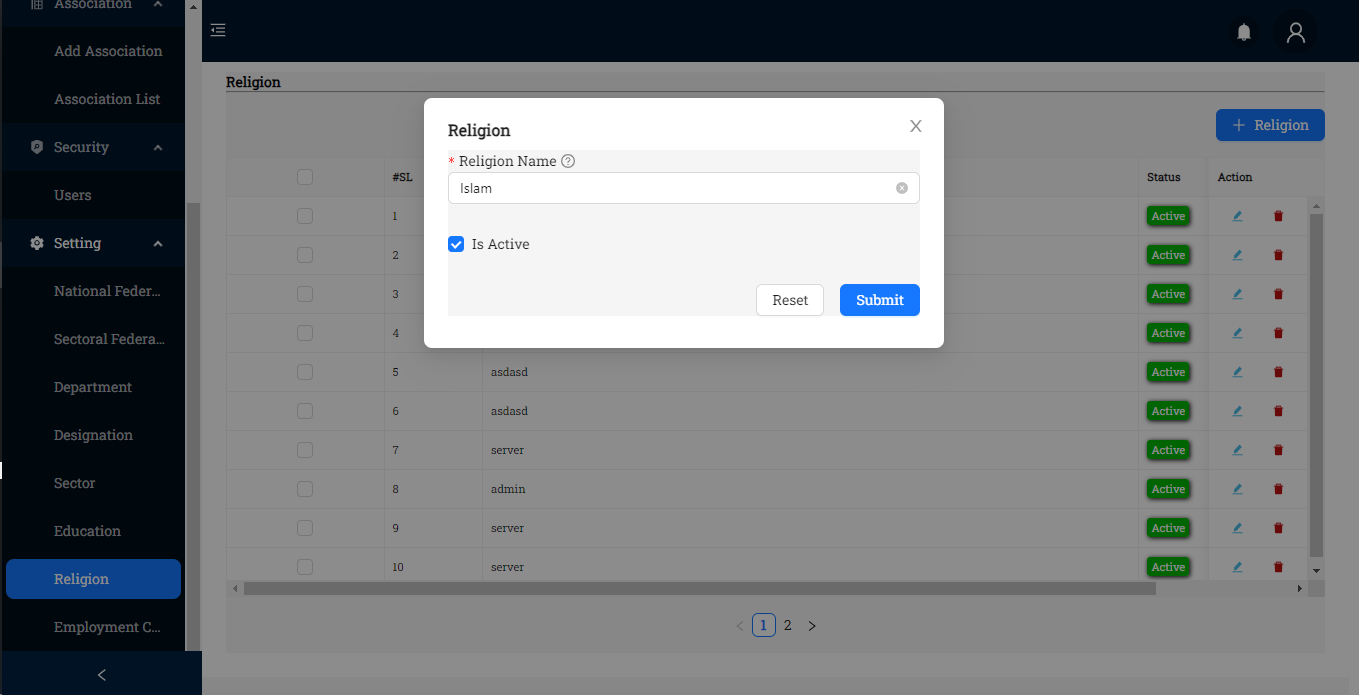 Association
Add Association
Association List
Security
Users
Setting
National Feder...
Sectoral Federa...
Department
Designation
Sector
Education
Religion
Employment C...
Religion
+ Religion
#SL Status Action
1 Active
2 Active
3 Active
4 Active
5 asdasd Active
6 asdasd Active
7 server Active
8 admin Active
9 server Active
10 server Active
< 1 2 >
Religion
* Religion Name ?
Islam
Is Active
Reset Submit